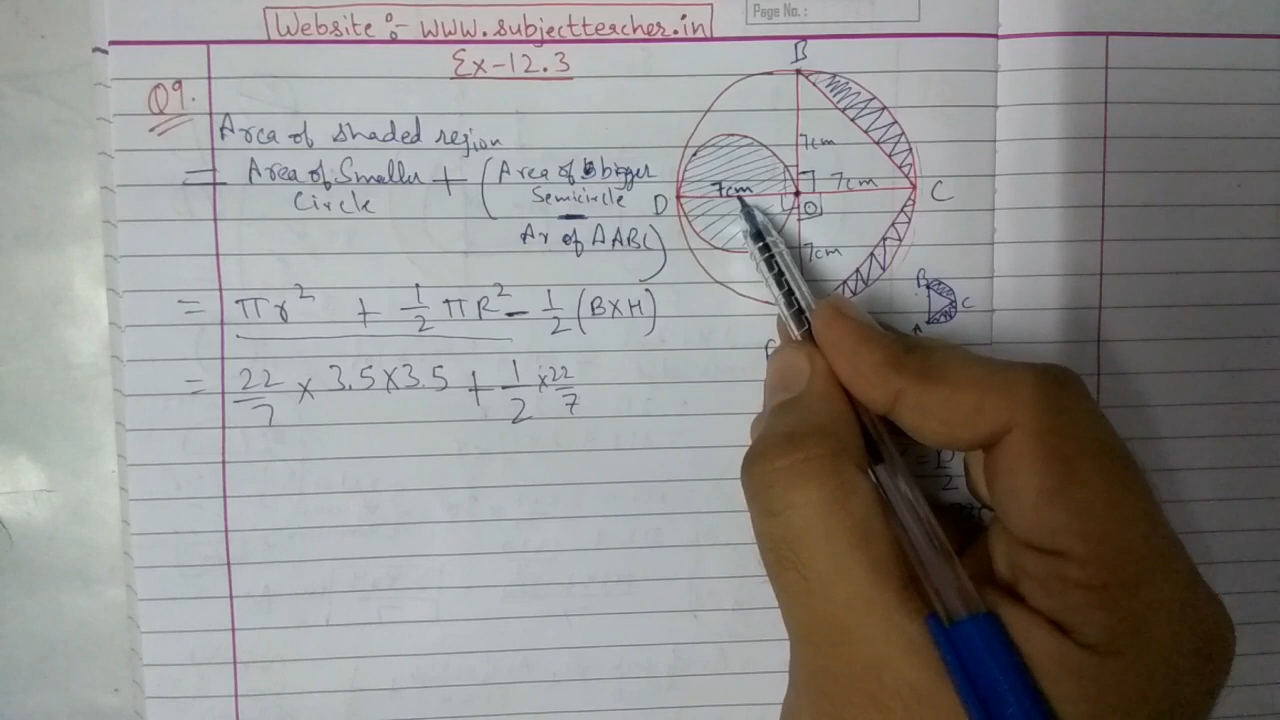 Website :- www.subjectteacher.in
Page No. :
Ex-12.3
Q9.
Area of shaded region
= Area of Smaller Circle + (Area of bigger Semicircle - Ar of ΔABC)
= πr² + 1/2 πR² - 1/2 (B×H)
= 22/7 × 3.5×3.5 + 1/2 × 22/7
B
7cm
7cm
7cm
D
O
C
7cm
B
C
A